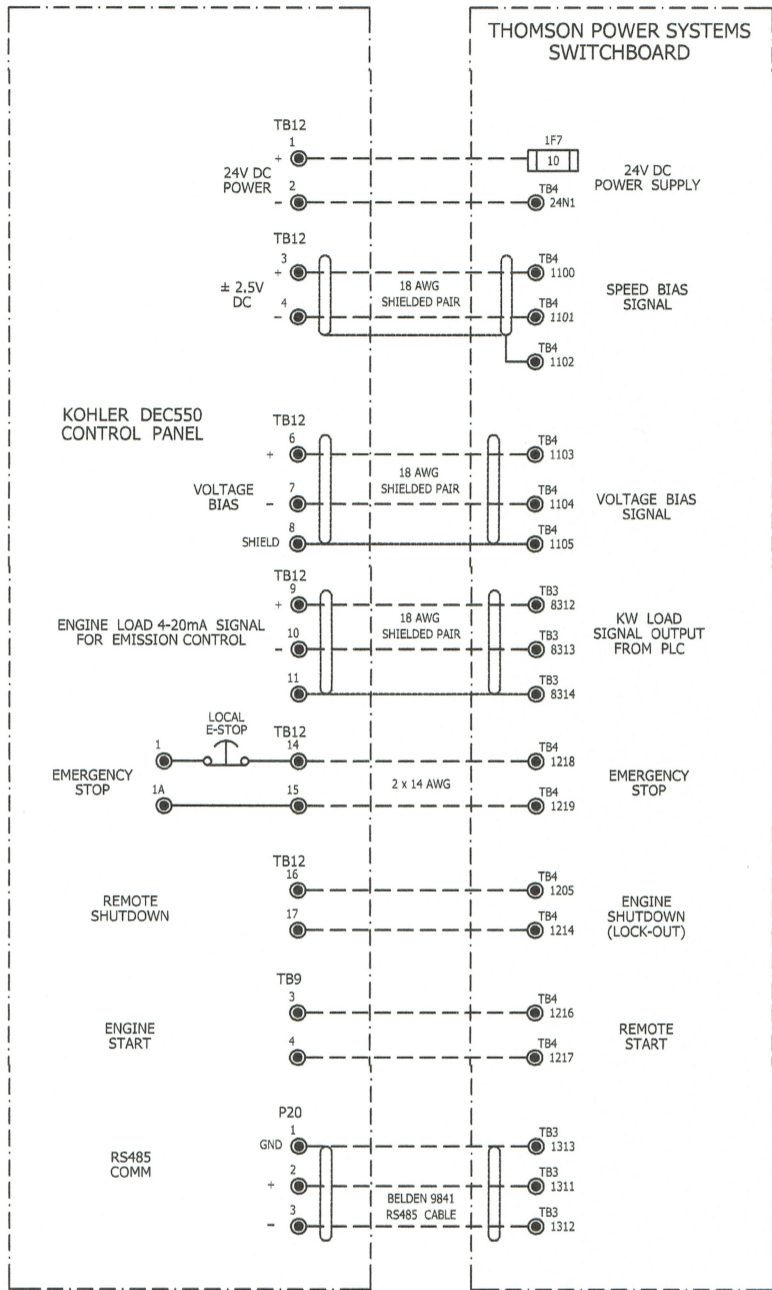 THOMSON POWER SYSTEMS
SWITCHBOARD
TB12
1
+
24V DC
POWER
2
-
1F7
10
24V DC
POWER SUPPLY
TB4
24N1
TB12
3
+
± 2.5V
DC
4
-
18 AWG
SHIELDED PAIR
TB4
1100
TB4
1101
1102
SPEED BIAS
SIGNAL
KOHLER DEC550
CONTROL PANEL
TB12
6
+
VOLTAGE
BIAS
7
-
8
SHIELD
18 AWG
SHIELDED PAIR
TB4
1103
TB4
1104
TB4
1105
VOLTAGE BIAS
SIGNAL
TB12
9
+
ENGINE LOAD 4-20mA SIGNAL
FOR EMISSION CONTROL
10
-
11
18 AWG
SHIELDED PAIR
TB3
8312
TB3
8313
TB3
8314
KW LOAD
SIGNAL OUTPUT
FROM PLC
LOCAL
E-STOP
TB12
1
14
EMERGENCY
STOP
1A
15
2 x 14 AWG
TB4
1218
TB4
1219
EMERGENCY
STOP
TB12
16
REMOTE
SHUTDOWN
17
TB4
1205
TB4
1214
ENGINE
SHUTDOWN
(LOCK-OUT)
TB9
3
ENGINE
START
4
TB4
1216
TB4
1217
REMOTE
START
P20
1
GND
RS485
COMM
2
+
3
-
BELDEN 9841
RS485 CABLE
TB3
1313
TB3
1311
TB3
1312